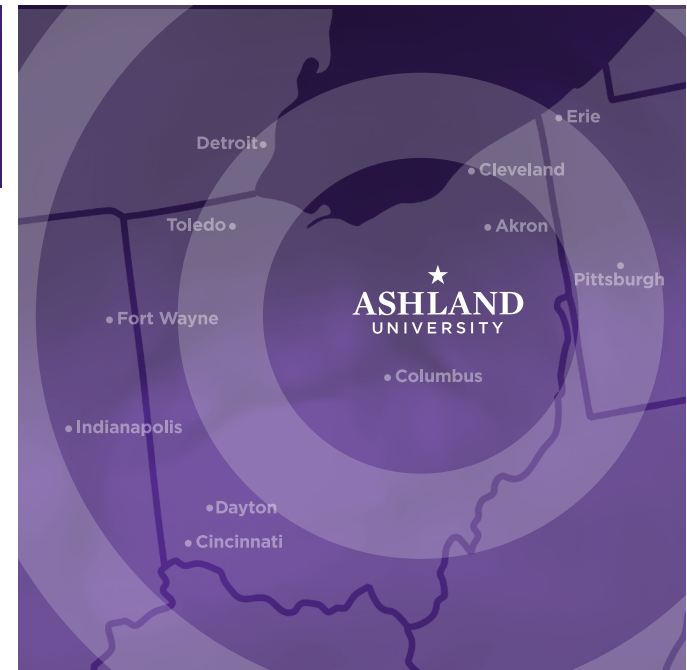 Erie
Detroit
Cleveland
Toledo
Akron
Pittsburgh
ASHLAND
UNIVERSITY
Fort Wayne
Columbus
Indianapolis
Dayton
Cincinnati